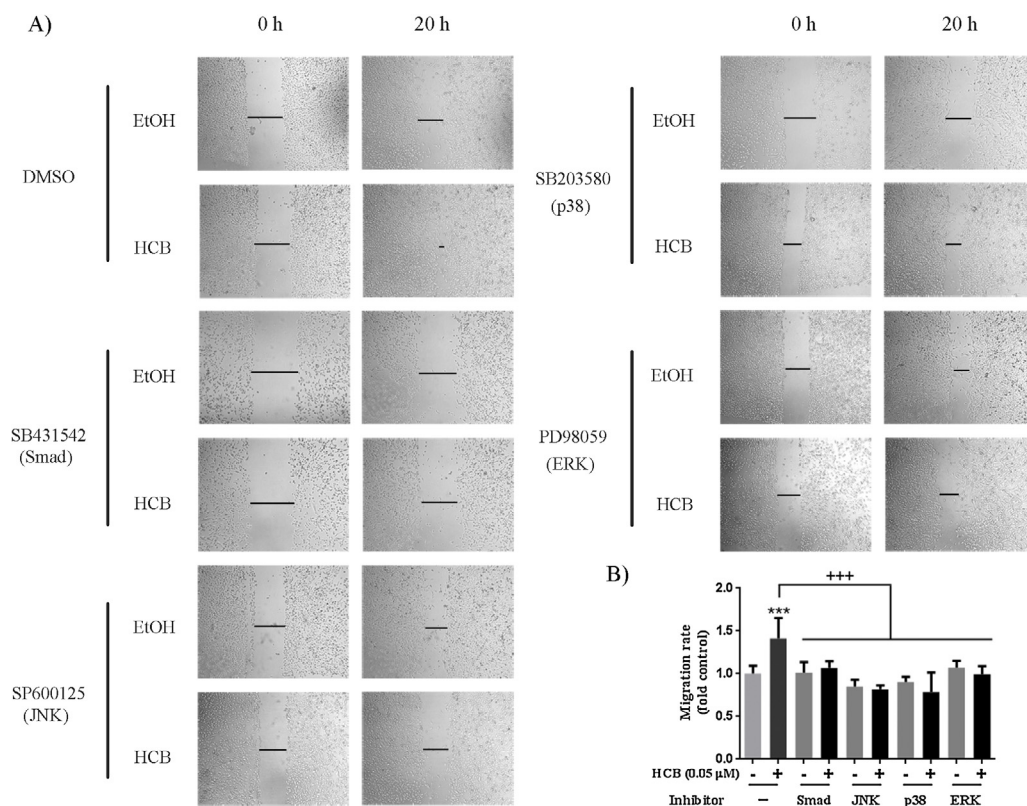 A)
0 h 20 h
DMSO
EtOH
HCB
SB431542
(Smad)
EtOH
HCB
SP600125
(JNK)
EtOH
HCB
0 h 20 h
SB203580
(p38)
EtOH
HCB
PD98059
(ERK)
EtOH
HCB
B)
Migration rate
(fold control)
2.0
1.5
1.0
0.5
0.0
+++
***
HCB (0.05 µM) - + - + - + - + - +
Inhibitor – Smad JNK p38 ERK